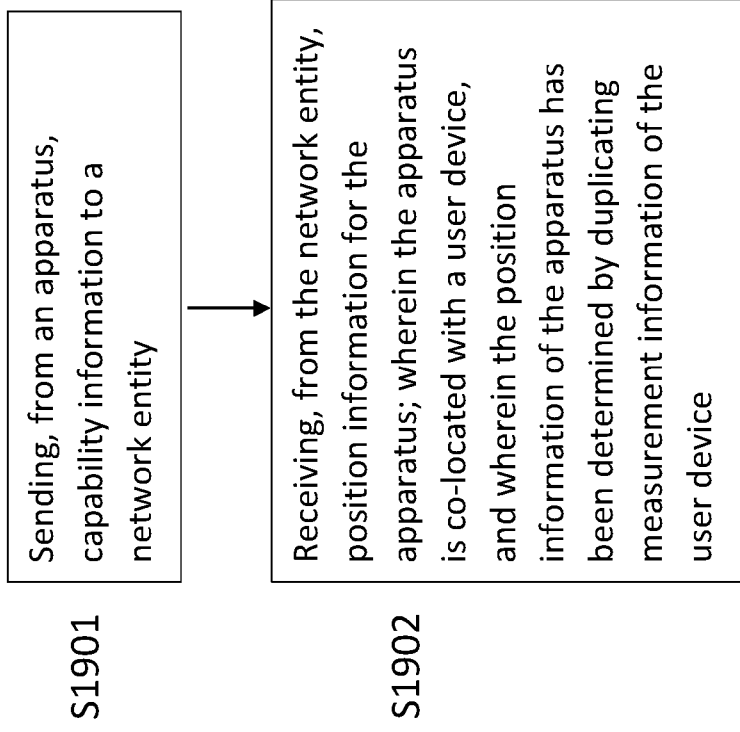 S1901
Sending, from an apparatus,
capability information to a
network entity
S1902
Receiving, from the network entity,
position information for the
apparatus; wherein the apparatus
is co-located with a user device,
and wherein the position
information of the apparatus has
been determined by duplicating
measurement information of the
user device